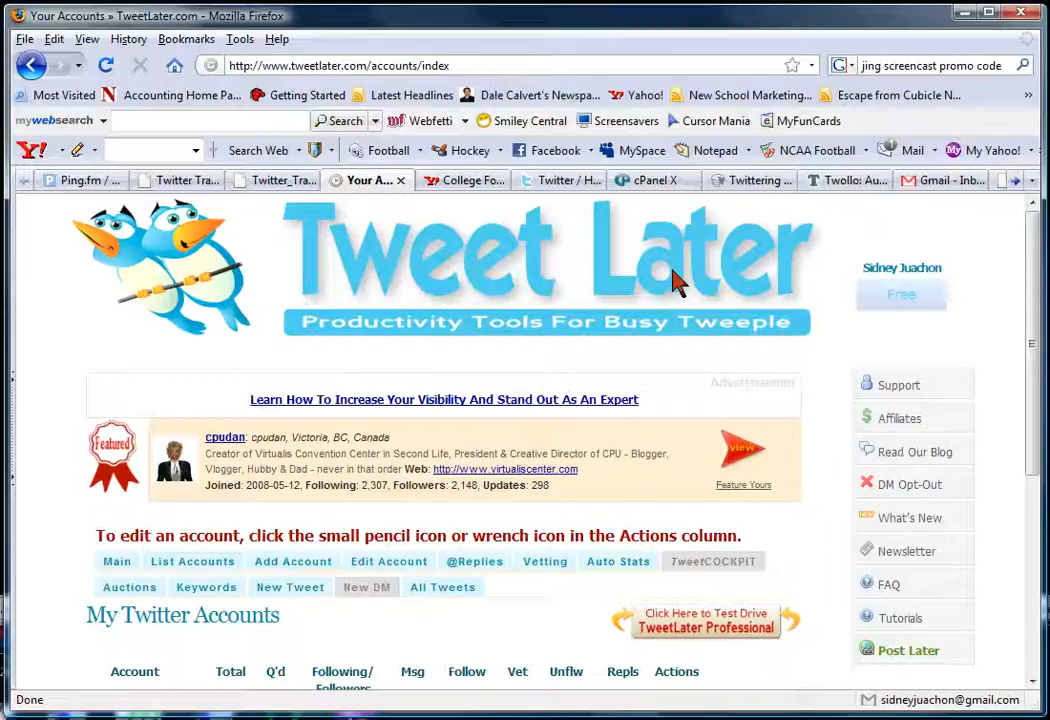 Your Accounts » TweetLater.com - Mozilla Firefox
File Edit View History Bookmarks Tools Help
http://www.tweetlater.com/accounts/index
G jing screencast promo code
Most Visited Accounting Home Pa... Getting Started Latest Headlines Dale Calvert's Newspa... Yahoo! New School Marketing... Escape from Cubicle N... »
mywebsearch Search Webfetti Smiley Central Screensavers Cursor Mania MyFunCards
Y! Search Web Football Hockey Facebook MySpace Notepad NCAA Football Mail My Yahoo!
Ping.fm / ... Twitter Tra... Twitter_Tra... Your A... College Fo... Twitter / H... cPanel X Twittering ... Twollo: Au... Gmail - Inb...
Tweet Later
Productivity Tools For Busy Tweeple
Sidney Juachon
Free
Advertisement
Learn How To Increase Your Visibility And Stand Out As An Expert
Featured
cpudan: cpudan, Victoria, BC, Canada
Creator of Virtualis Convention Center in Second Life, President & Creative Director of CPU - Blogger,
Vlogger, Hubby & Dad - never in that order Web: http://www.virtualiscenter.com
Joined: 2008-05-12, Following: 2,307, Followers: 2,148, Updates: 298
view
Feature Yours
To edit an account, click the small pencil icon or wrench icon in the Actions column.
Main List Accounts Add Account Edit Account @Replies Vetting Auto Stats TweetCOCKPIT
Auctions Keywords New Tweet New DM All Tweets
My Twitter Accounts
Click Here to Test Drive
TweetLater Professional
Account Total Q'd Following/ Msg Follow Vet Unflw Repls Actions
Followers
Support
Affiliates
Read Our Blog
DM Opt-Out
NEW What's New
Newsletter
FAQ
Tutorials
Post Later
Done
sidneyjuachon@gmail.com